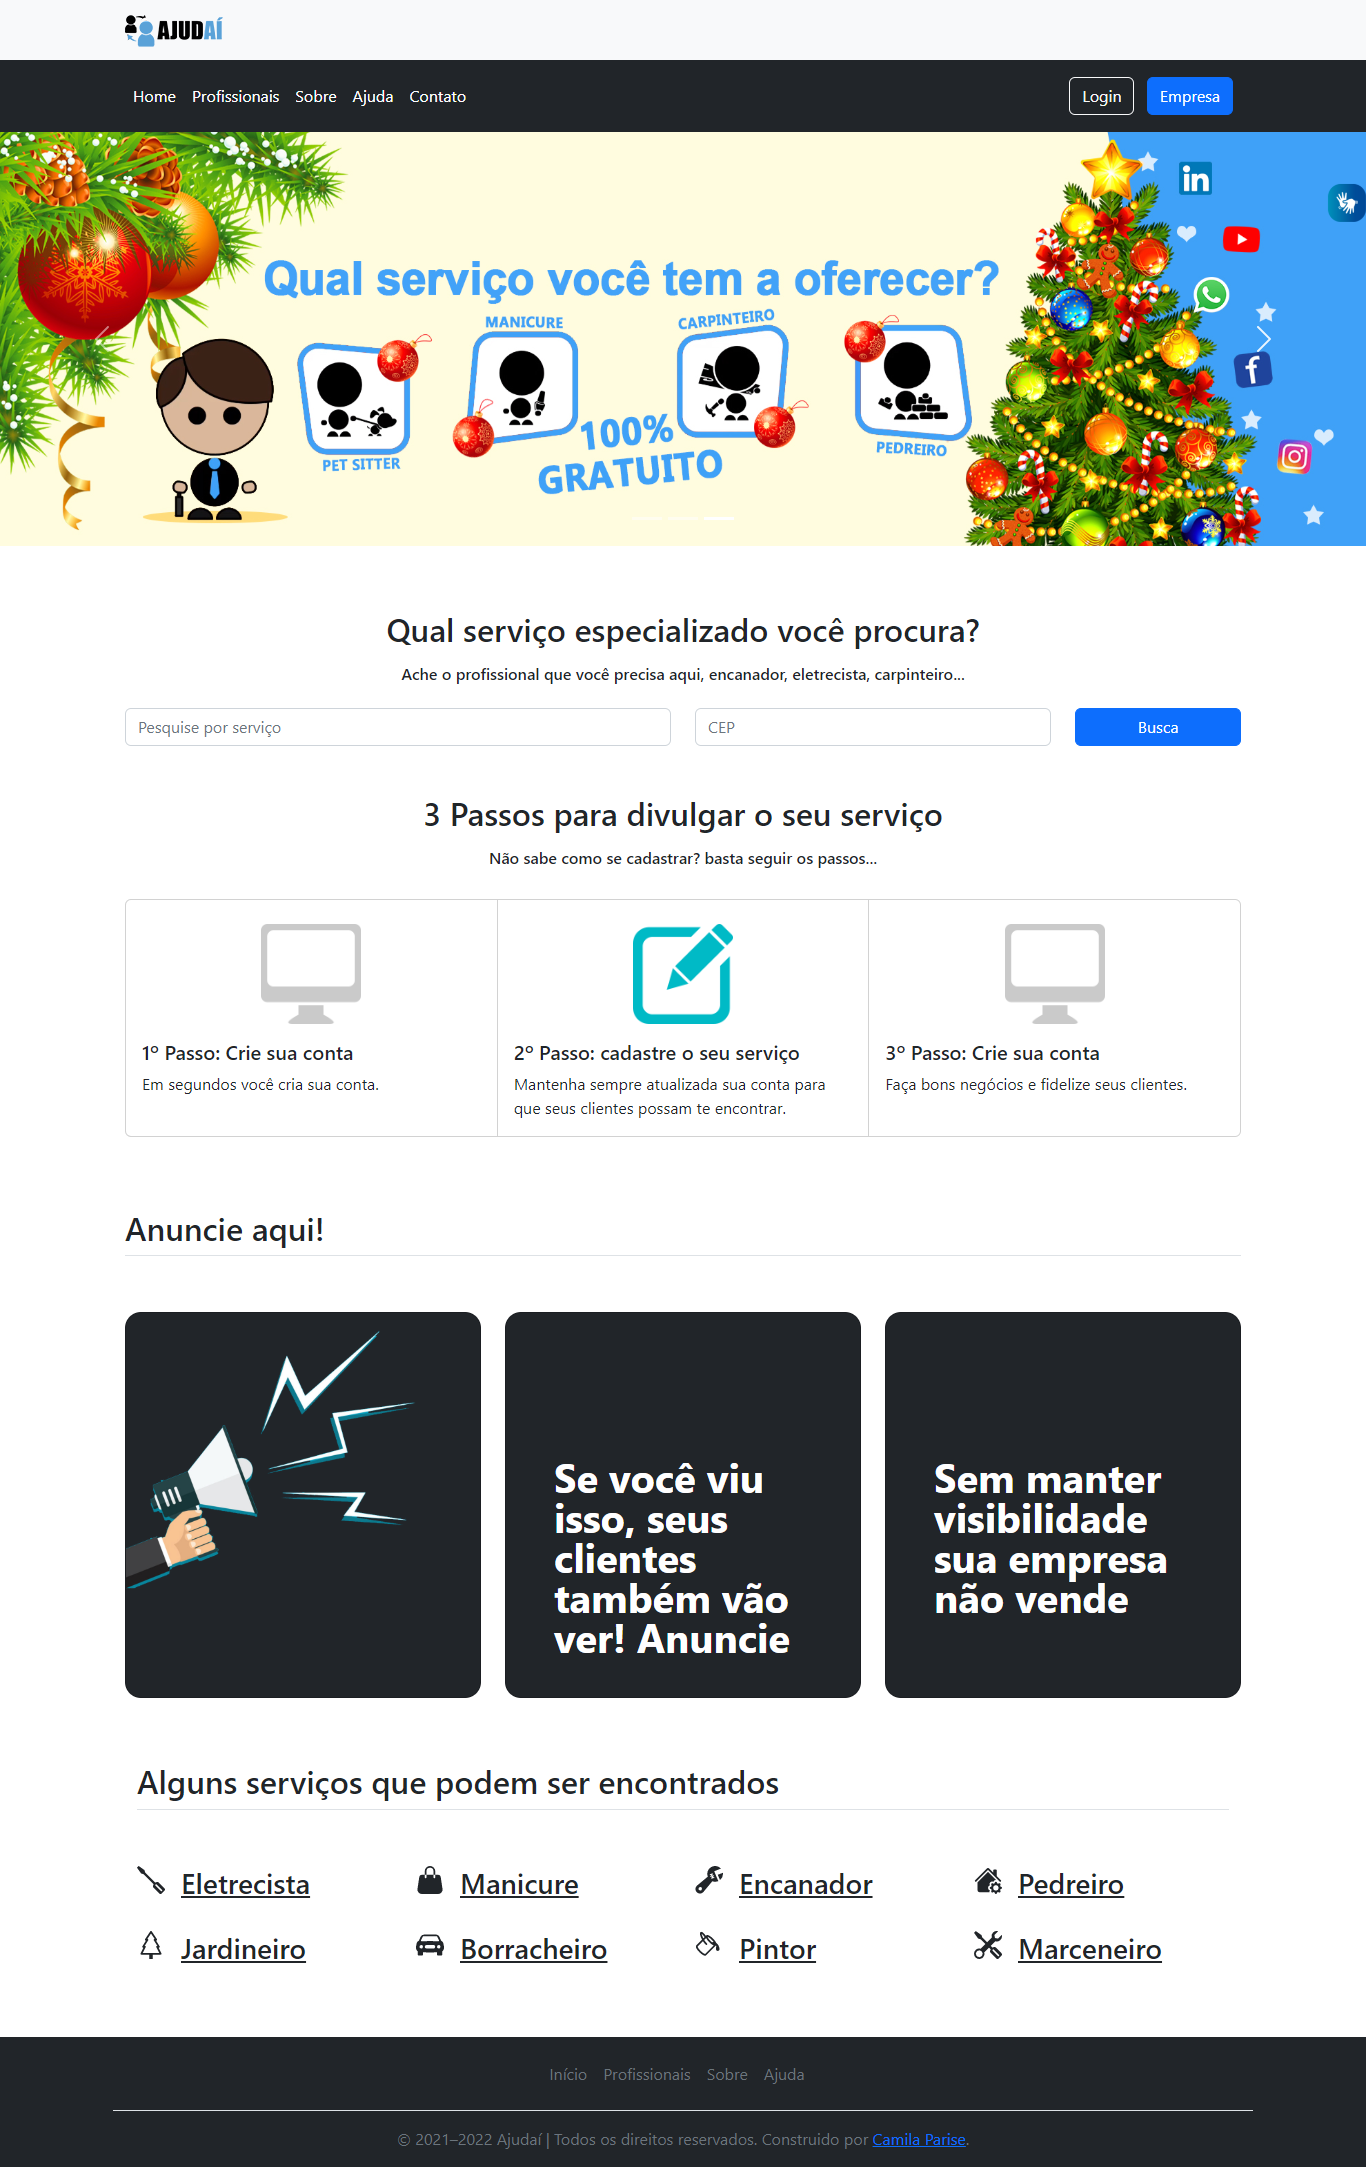 AJUDAÍ
Home Profissionais Sobre Ajuda Contato Login Empresa
Qual serviço você tem a oferecer?
MANICURE
CARPINTEIRO
PET SITTER
100%
GRATUITO
PEDREIRO
in
f
Qual serviço especializado você procura?
Ache o profissional que você precisa aqui, encanador, eletrecista, carpinteiro...
Pesquise por serviço CEP Busca
3 Passos para divulgar o seu serviço
Não sabe como se cadastrar? basta seguir os passos...
1º Passo: Crie sua conta
Em segundos você cria sua conta.
2º Passo: cadastre o seu serviço
Mantenha sempre atualizada sua conta para
que seus clientes possam te encontrar.
3º Passo: Crie sua conta
Faça bons negócios e fidelize seus clientes.
Anuncie aqui!
Se você viu
isso, seus
clientes
também vão
ver! Anuncie
Sem manter
visibilidade
sua empresa
não vende
Alguns serviços que podem ser encontrados
Eletrecista Manicure Encanador Pedreiro
Jardineiro Borracheiro Pintor Marceneiro
Início Profissionais Sobre Ajuda
© 2021–2022 Ajudaí | Todos os direitos reservados. Construido por Camila Parise.